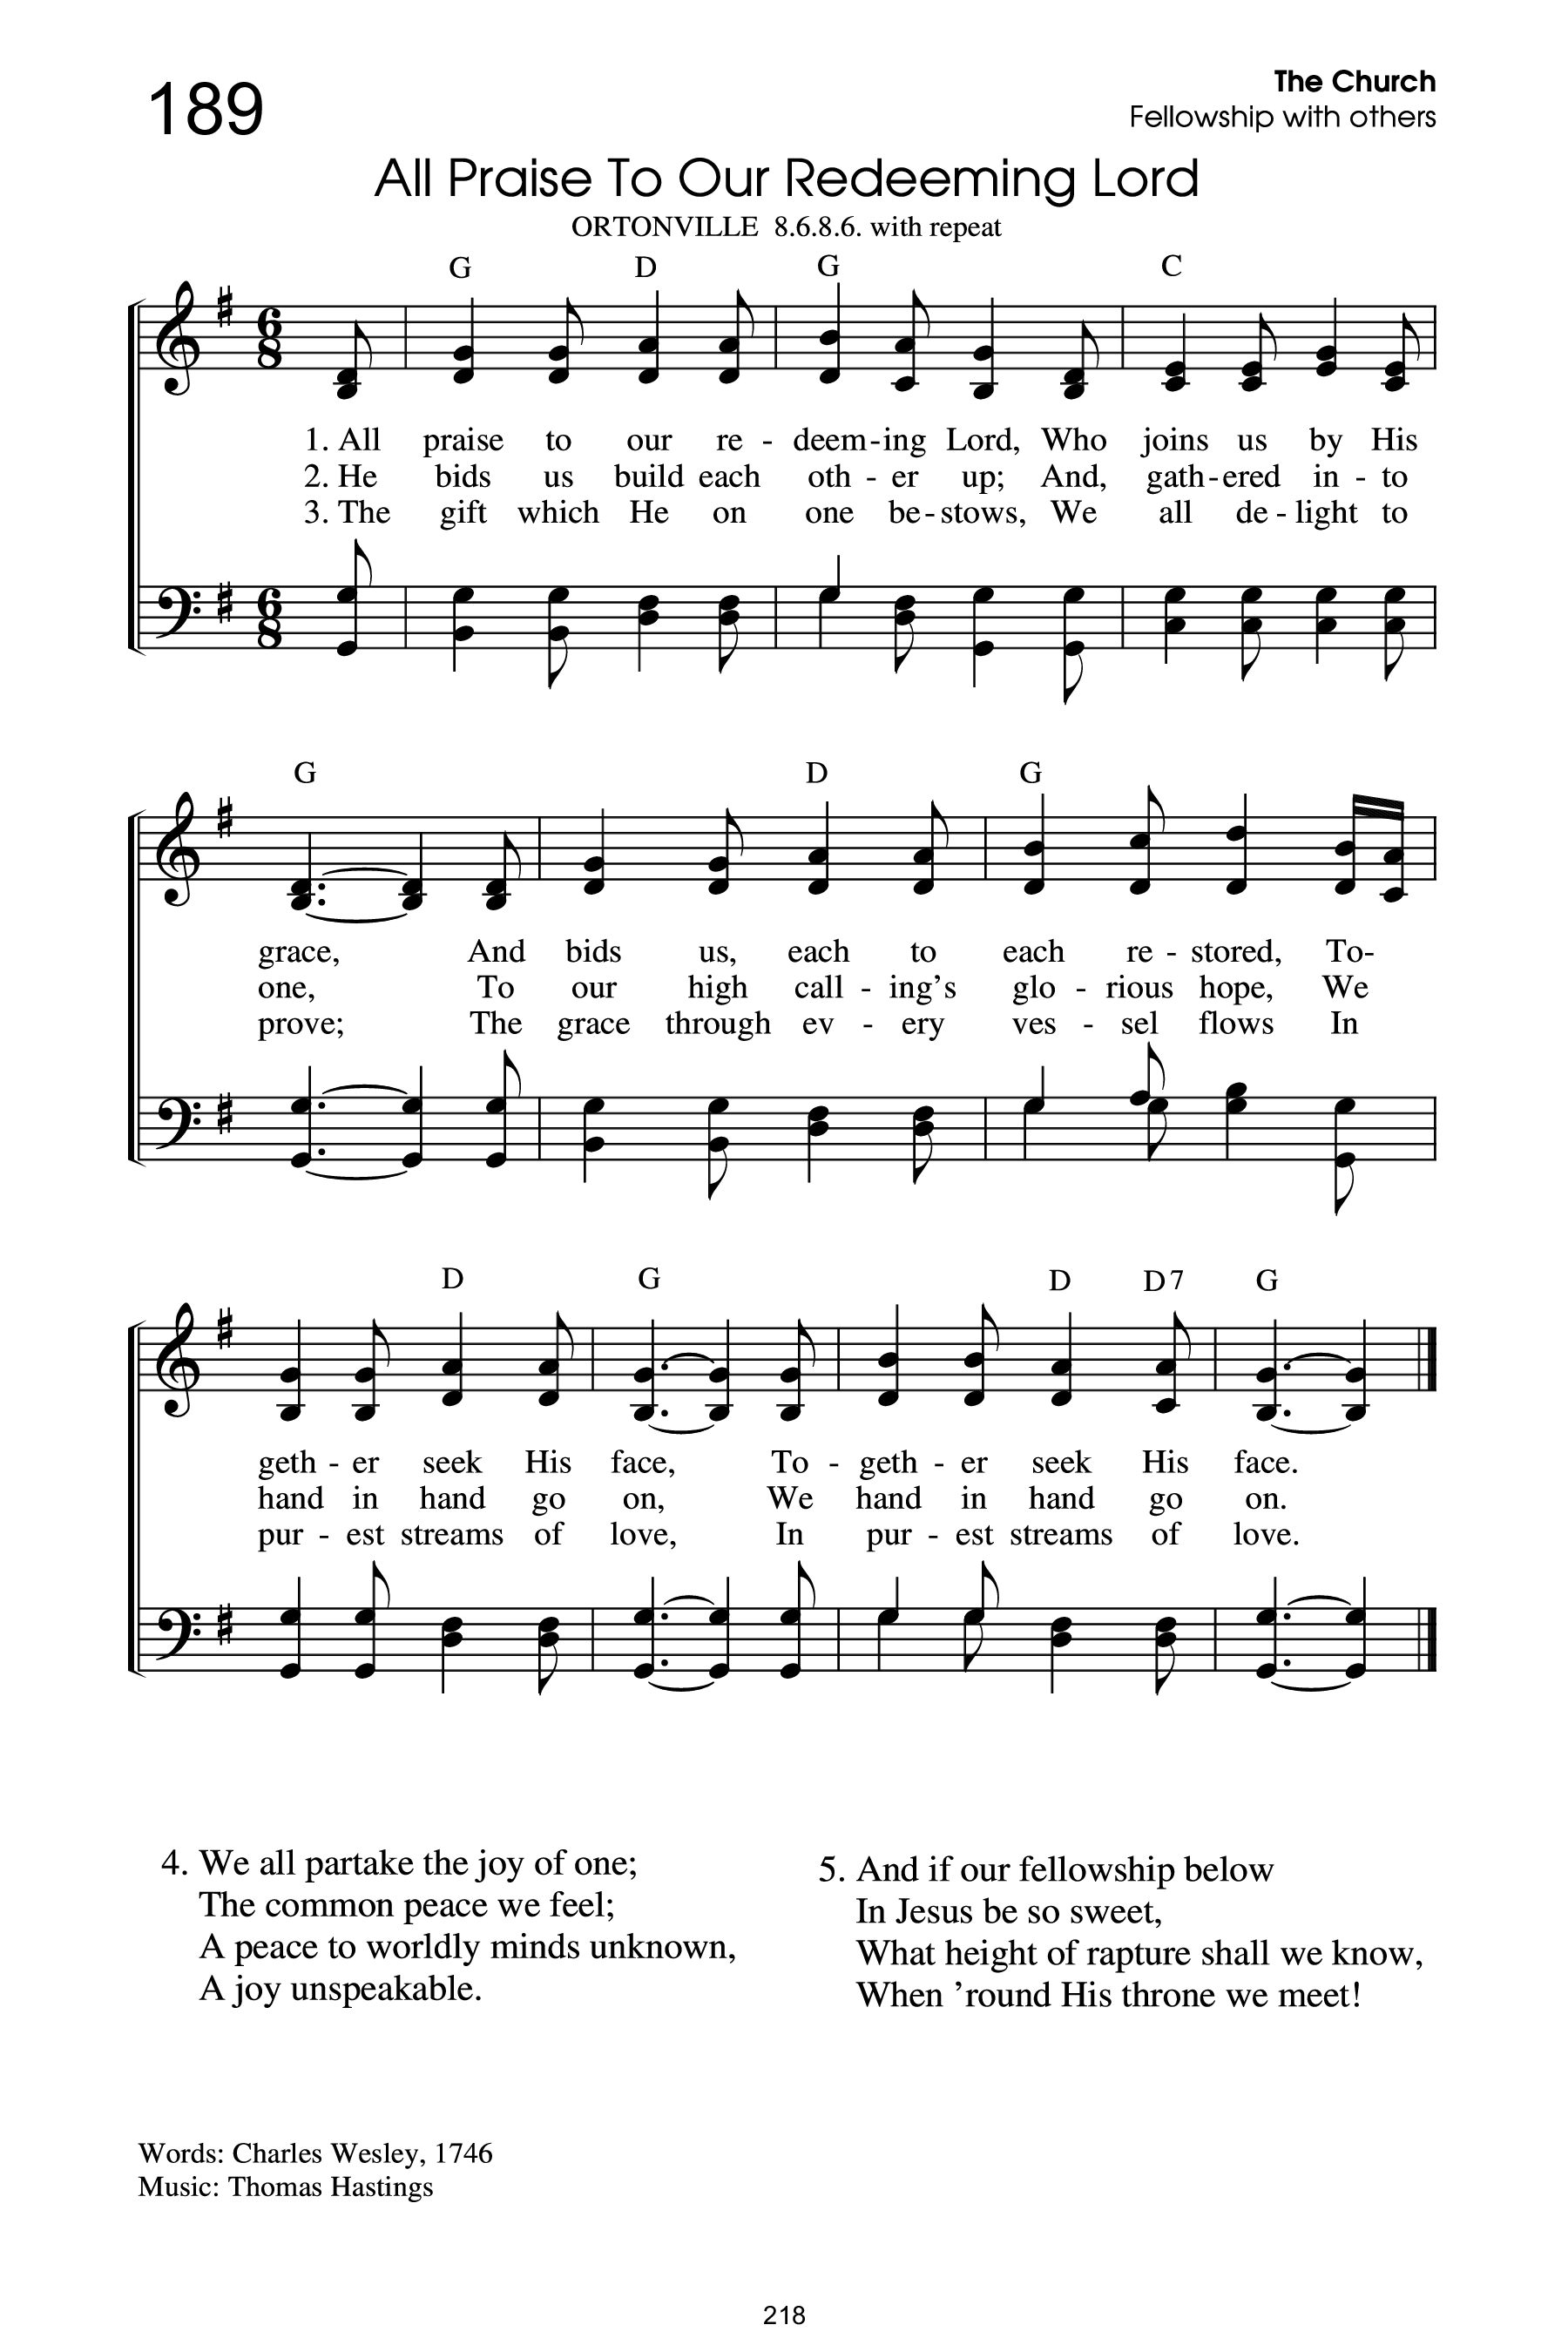 189
The Church
Fellowship with others
All Praise To Our Redeeming Lord
ORTONVILLE 8.6.8.6. with repeat
G D G C
6 8
1. All praise to our re - deem - ing Lord, Who joins us by His
2. He bids us build each oth - er up; And, gath - ered in - to
3. The gift which He on one be - stows, We all de - light to
6 8
G D G
grace, And bids us, each to each re - stored, To-
one, To our high call - ing’s glo - rious hope, We
prove; The grace through ev - ery ves - sel flows In
D G D D7 G
geth - er seek His face, To - geth - er seek His face.
hand in hand go on, We hand in hand go on.
pur - est streams of love, In pur - est streams of love.
4. We all partake the joy of one;
The common peace we feel;
A peace to worldly minds unknown,
A joy unspeakable.
5. And if our fellowship below
In Jesus be so sweet,
What height of rapture shall we know,
When ’round His throne we meet!
Words: Charles Wesley, 1746
Music: Thomas Hastings
218